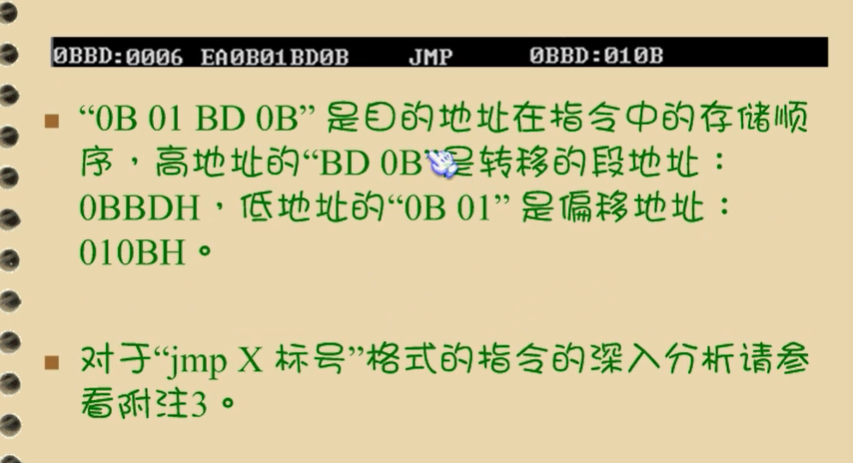 0BBD:0006 EA0B01BD0B JMP 0BBD:010B
“0B 01 BD 0B” 是目的地址在指令中的存储顺
序，高地址的“BD 0B”是转移的段地址：
0BBDH，低地址的“0B 01” 是偏移地址：
010BH。
对于“jmp X 标号”格式的指令的深入分析请参
看附注3。